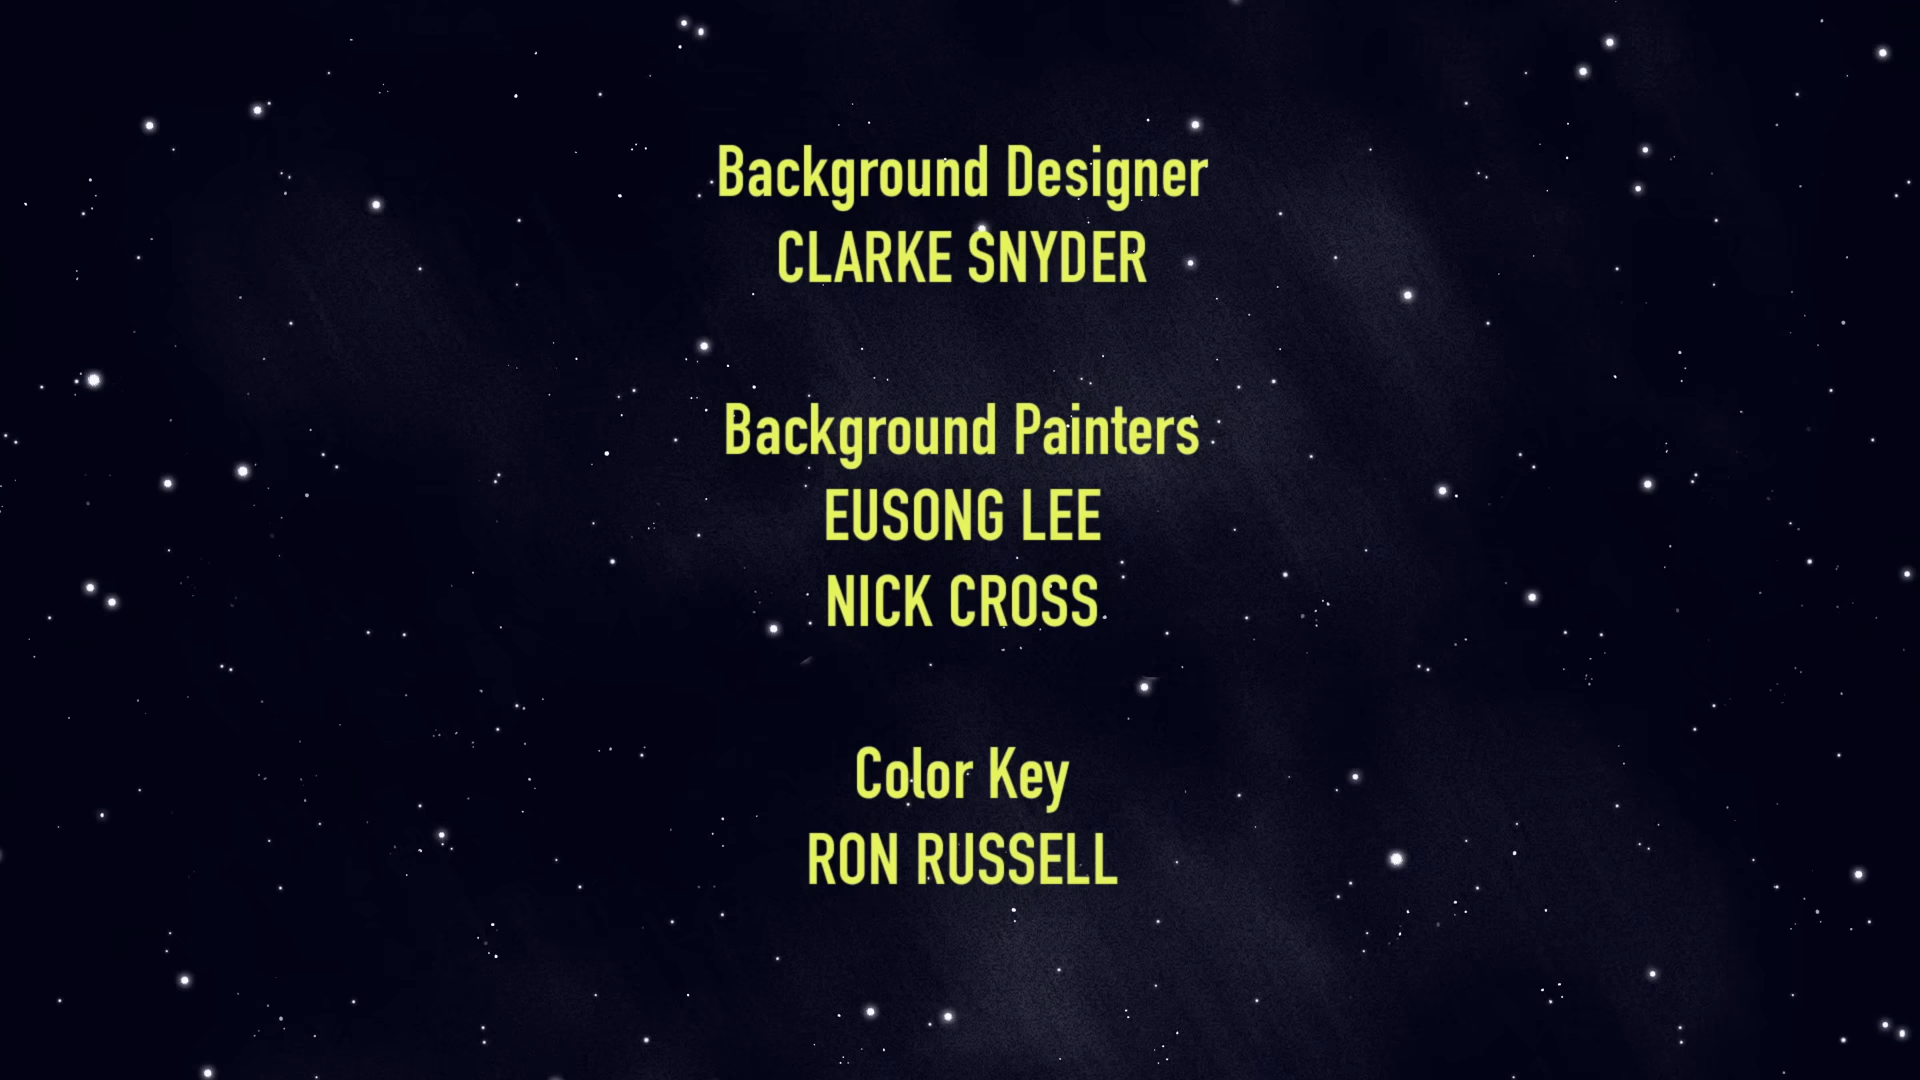 Background Designer
CLARKE SNYDER
Background Painters
EUSONG LEE
NICK CROSS
Color Key
RON RUSSELL